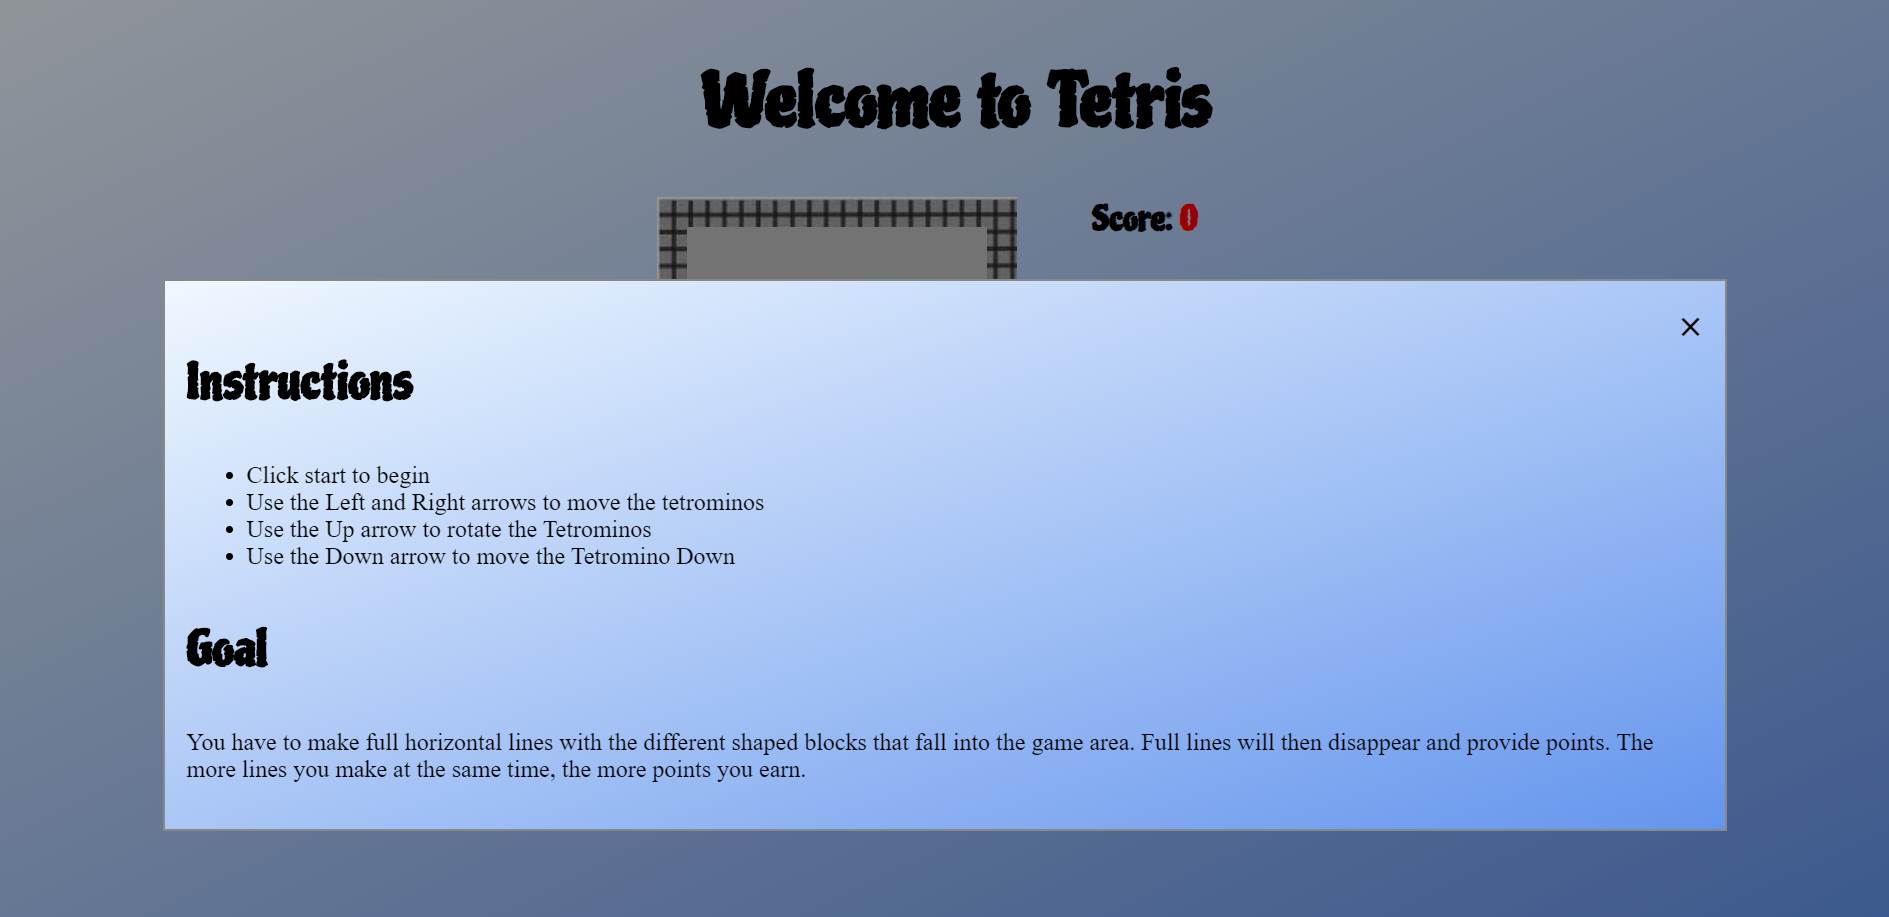 Welcome to Tetris
Score: 0
Instructions
Click start to begin
Use the Left and Right arrows to move the tetrominos
Use the Up arrow to rotate the Tetrominos
Use the Down arrow to move the Tetromino Down
Goal
You have to make full horizontal lines with the different shaped blocks that fall into the game area. Full lines will then disappear and provide points. The
more lines you make at the same time, the more points you earn.